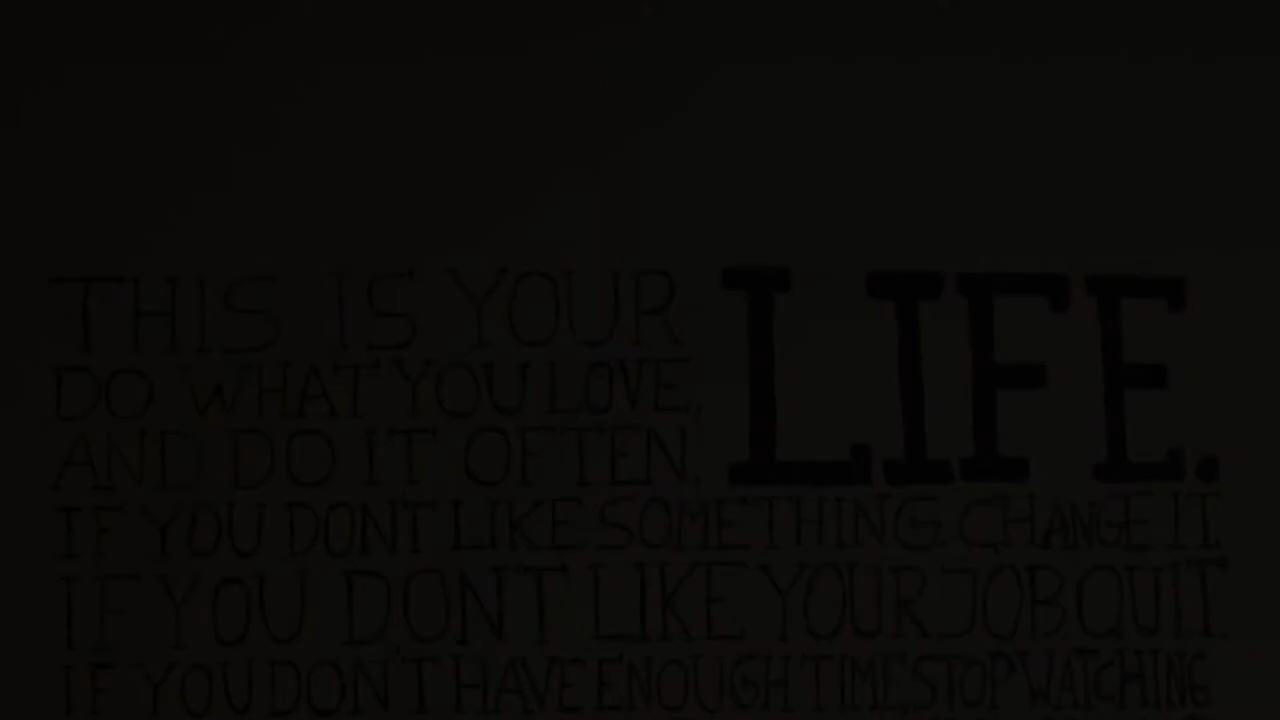 THIS IS YOUR LIFE.
DO WHAT YOU LOVE,
AND DO IT OFTEN.
IF YOU DONT LIKE SOMETHING, CHANGE IT
IF YOU DON'T LIKE YOUR JOB QUIT
IF YOU DON'T HAVE ENOUGH TIME, STOP WATCHING